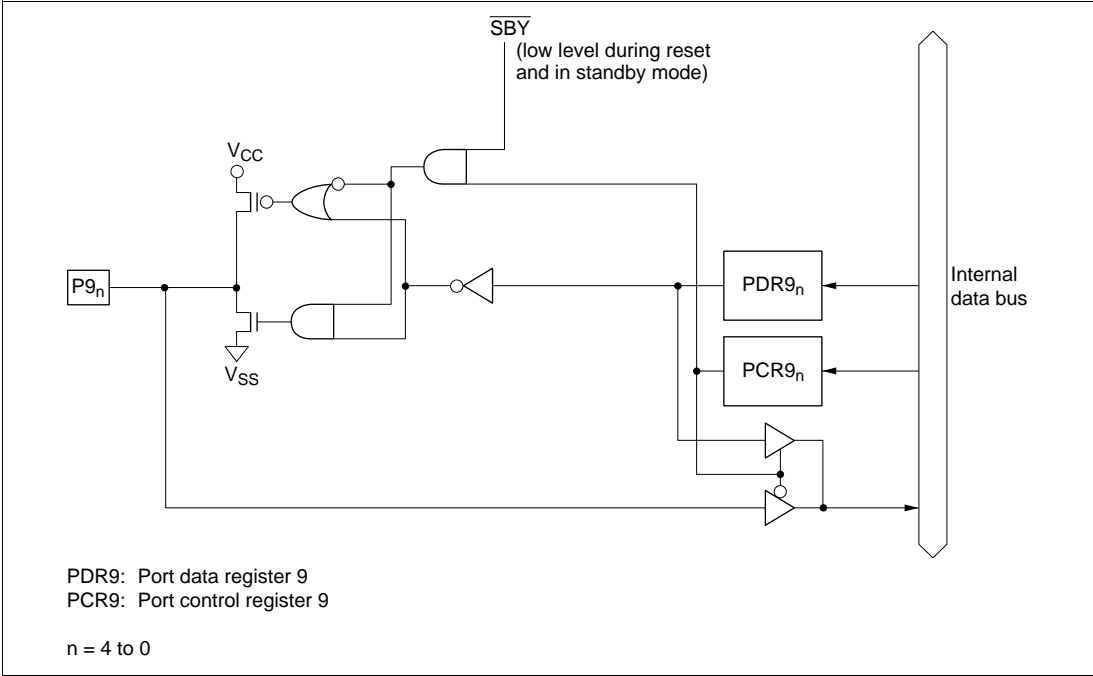 SBY
(low level during reset
and in standby mode)
VCC
P9n
VSS
PDR9n
PCR9n
Internal
data bus
PDR9: Port data register 9
PCR9: Port control register 9
n = 4 to 0